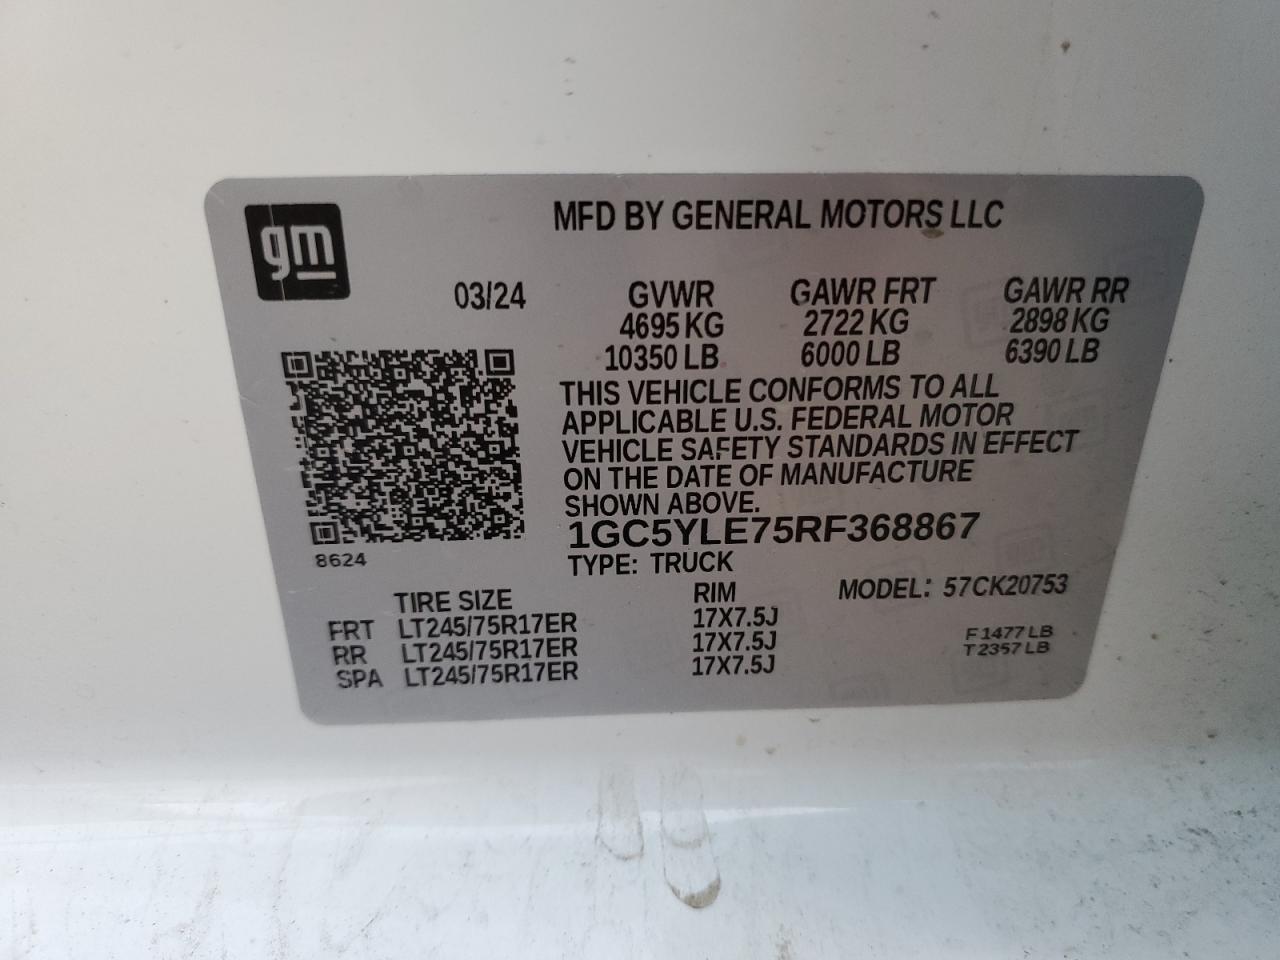 gm
MFD BY GENERAL MOTORS LLC
03/24 GVWR GAWR FRT GAWR RR
4695 KG 2722 KG 2898 KG
10350 LB 6000 LB 6390 LB
THIS VEHICLE CONFORMS TO ALL
APPLICABLE U.S. FEDERAL MOTOR
VEHICLE SAFETY STANDARDS IN EFFECT
ON THE DATE OF MANUFACTURE
SHOWN ABOVE.
1GC5YLE75RF368867
8624
TYPE: TRUCK
TIRE SIZE RIM MODEL: 57CK20753
FRT LT245/75R17ER 17X7.5J
RR LT245/75R17ER 17X7.5J
SPA LT245/75R17ER 17X7.5J
F 1477 LB
T 2357 LB